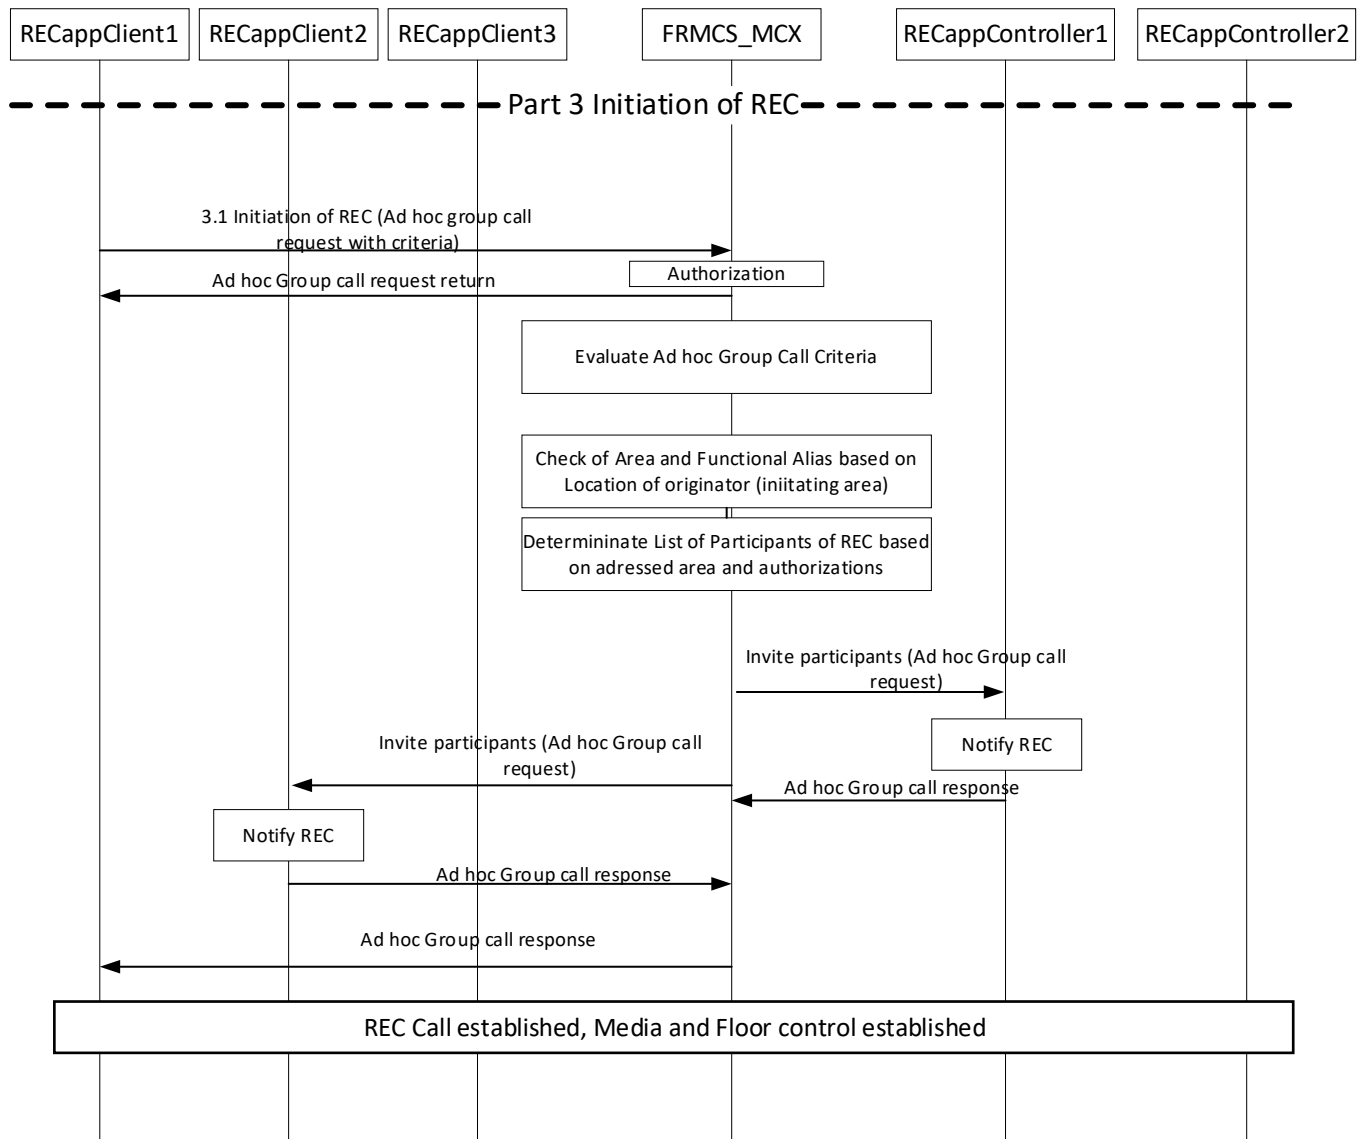 RECappClient1
RECappClient2
RECappClient3
FRMCS_MCX
RECappController1
RECappController2
Part 3 Initiation of REC
3.1 Initiation of REC (Ad hoc group call
request with criteria)
Authorization
Ad hoc Group call request return
Evaluate Ad hoc Group Call Criteria
Check of Area and Functional Alias based on
Location of originator (iniitating area)
Determininate List of Participants of REC based
on adressed area and authorizations
Invite participants (Ad hoc Group call
request)
Notify REC
Invite participants (Ad hoc Group call
request)
Ad hoc Group call response
Notify REC
Ad hoc Group call response
Ad hoc Group call response
REC Call established, Media and Floor control established